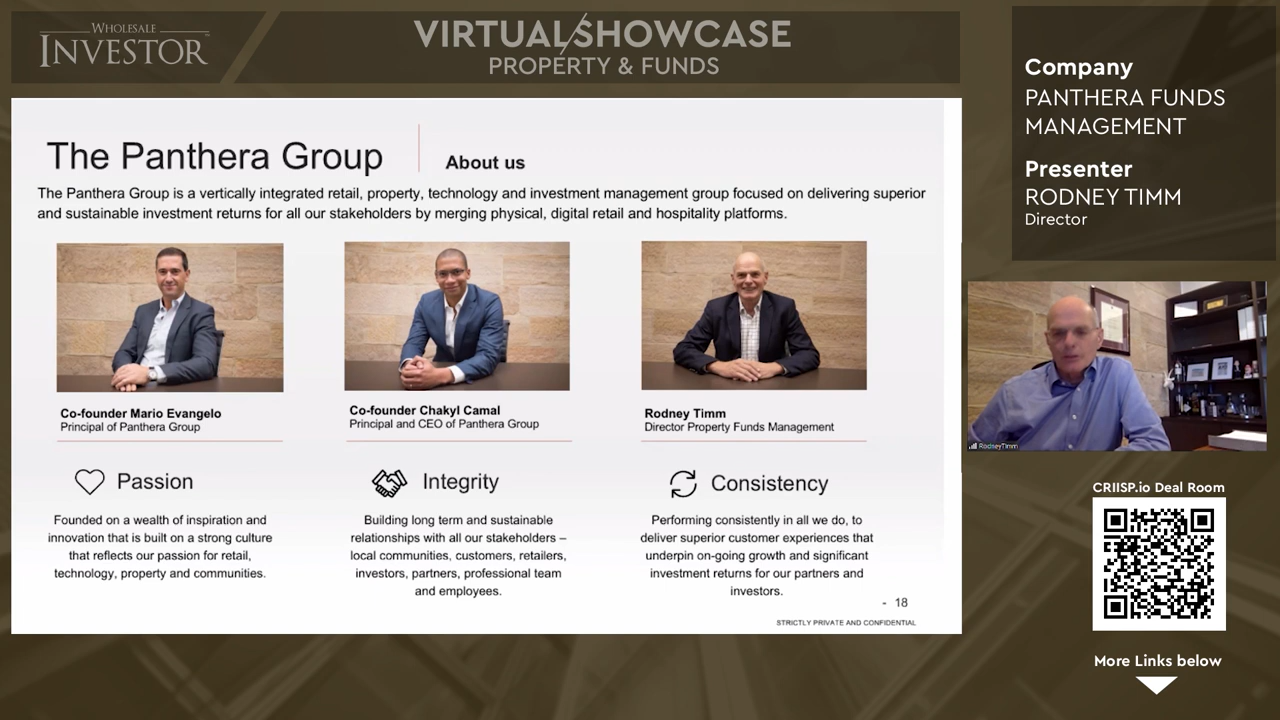 WHOLESALE
INVESTOR
VIRTUAL/SHOWCASE
PROPERTY & FUNDS
The Panthera Group
About us
The Panthera Group is a vertically integrated retail, property, technology and investment management group focused on delivering superior
and sustainable investment returns for all our stakeholders by merging physical, digital retail and hospitality platforms.
Co-founder Mario Evangelo
Principal of Panthera Group
Co-founder Chakyl Camal
Principal and CEO of Panthera Group
Rodney Timm
Director Property Funds Management
Passion
Founded on a wealth of inspiration and
innovation that is built on a strong culture
that reflects our passion for retail,
technology, property and communities.
Integrity
Building long term and sustainable
relationships with all our stakeholders –
local communities, customers, retailers,
investors, partners, professional team
and employees.
Consistency
Performing consistently in all we do, to
deliver superior customer experiences that
underpin on-going growth and significant
investment returns for our partners and
investors.
- 18
STRICTLY PRIVATE AND CONFIDENTIAL
Company
PANTHERA FUNDS
MANAGEMENT
Presenter
RODNEY TIMM
Director
RodneyTimm
CRIISP.io Deal Room
More Links below